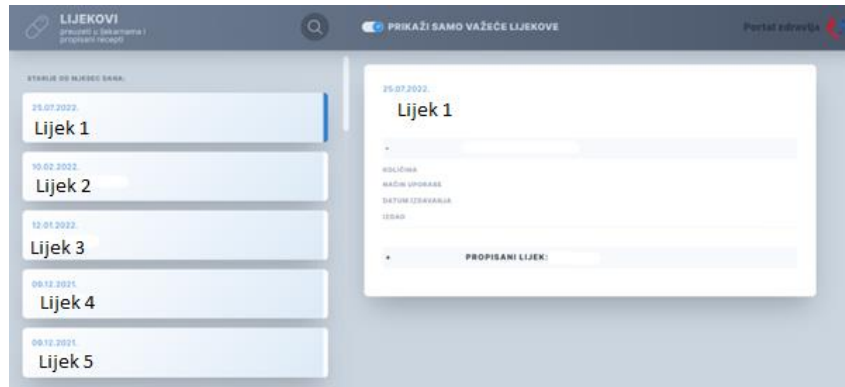 LIJEKOVI
preuzeti u ljekarnama i
propisani recepti
PRIKAŽI SAMO VAŽEĆE LIJEKOVE
Portal zdravlja
STARIJE OD MJESEC DANA:
25.07.2022.
Lijek 1
10.02.2022.
Lijek 2
12.01.2022.
Lijek 3
09.12.2021.
Lijek 4
09.12.2021.
Lijek 5
25.07.2022.
Lijek 1
KOLIČINA
NAČIN UPORABE
DATUM IZDAVANJA
IZDAO
PROPISANI LIJEK: